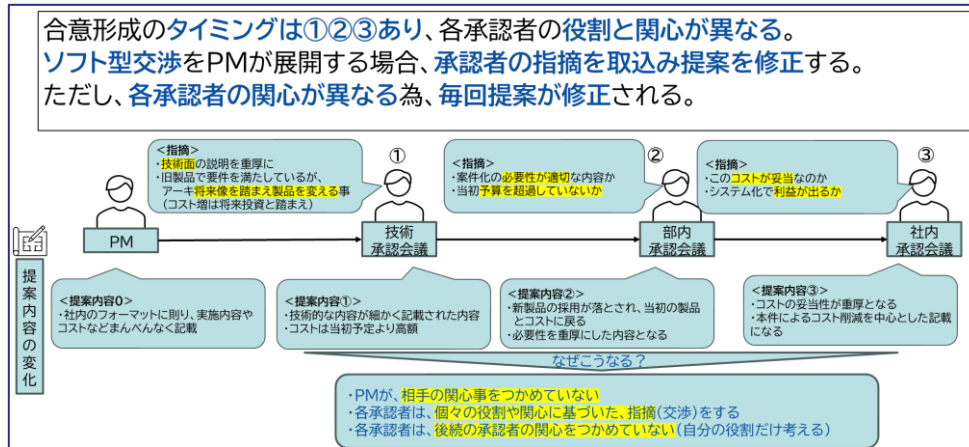 合意形成のタイミングは①②③あり、各承認者の役割と関心が異なる。
ソフト型交渉をPMが展開する場合、承認者の指摘を取込み提案を修正する。
ただし、各承認者の関心が異なる為、毎回提案が修正される。
<指摘>
・技術面の説明を重厚に
・旧製品で要件を満たしているが、
アーキ将来像を踏まえ製品を変える事
(コスト増は将来投資と踏まえ)
①
<指摘>
・案件化の必要性が適切な内容か
・当初予算を超過していないか
②
<指摘>
・このコストが妥当なのか
・システム化で利益が出るか
③
PM
技術
承認会議
部内
承認会議
社内
承認会議
提案内容の変化
<提案内容0>
・社内のフォーマットに則り、実施内容や
コストなどまんべんなく記載
<提案内容①>
・技術的な内容が細かく記載された内容
・コストは当初予定より高額
<提案内容②>
・新製品の採用が落とされ、当初の製品
とコストに戻る
・必要性を重厚にした内容となる
<提案内容③>
・コストの妥当性が重厚となる
・本件によるコスト削減を中心とした記載
になる
なぜこうなる?
・PMが、相手の関心事をつかめていない
・各承認者は、個々の役割や関心に基づいた、指摘(交渉)をする
・各承認者は、後続の承認者の関心をつかめていない(自分の役割だけ考える)